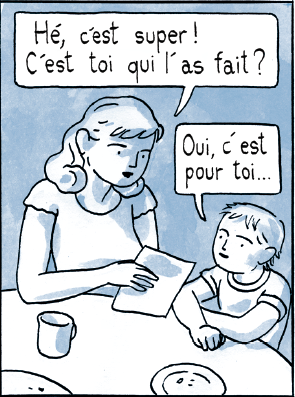 Hé, c'est super !
C'est toi qui l'as fait ?
Oui, c'est
pour toi...